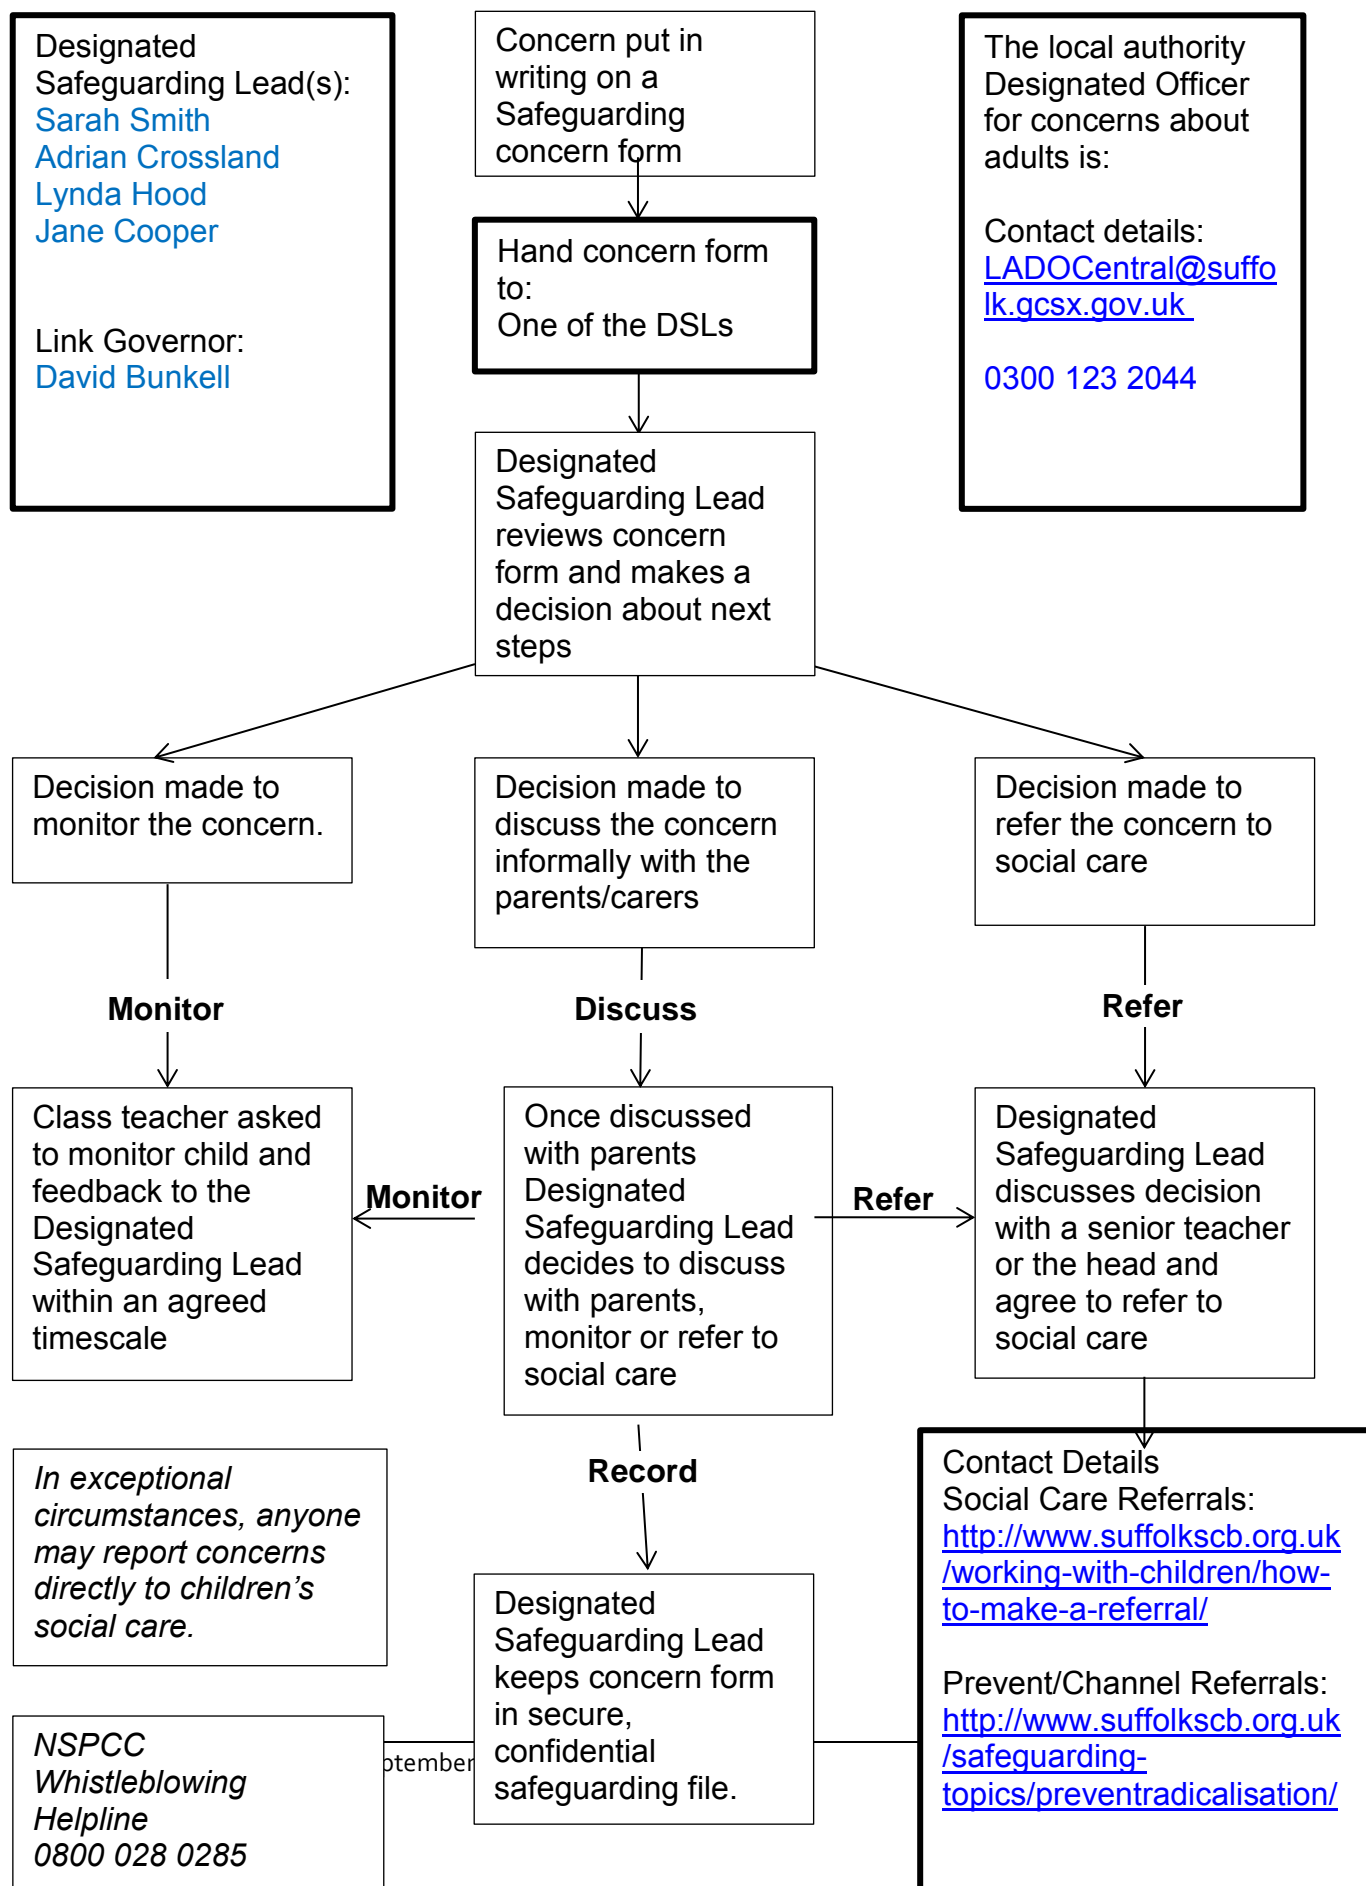 Designated
Safeguarding Lead(s):
Sarah Smith
Adrian Crossland
Lynda Hood
Jane Cooper
Link Governor:
David Bunkell
Concern put in
writing on a
Safeguarding
concern form
The local authority
Designated Officer
for concerns about
adults is:
Contact details:
LADOCentral@suffo
lk.gcsx.gov.uk
0300 123 2044
Hand concern form
to:
One of the DSLs
Designated
Safeguarding Lead
reviews concern
form and makes a
decision about next
steps
Decision made to
monitor the concern.
Decision made to
discuss the concern
informally with the
parents/carers
Decision made to
refer the concern to
social care
Monitor
Discuss
Refer
Class teacher asked
to monitor child and
feedback to the
Designated
Safeguarding Lead
within an agreed
timescale
Monitor
Once discussed
with parents
Designated
Safeguarding Lead
decides to discuss
with parents,
monitor or refer to
social care
Refer
Designated
Safeguarding Lead
discusses decision
with a senior teacher
or the head and
agree to refer to
social care
Record
In exceptional
circumstances, anyone
may report concerns
directly to children’s
social care.
Designated
Safeguarding Lead
keeps concern form
in secure,
confidential
safeguarding file.
Contact Details
Social Care Referrals:
http://www.suffolkscb.org.uk
/working-with-children/how-
to-make-a-referral/
Prevent/Channel Referrals:
http://www.suffolkscb.org.uk
/safeguarding-
topics/preventradicalisation/
NSPCC
Whistleblowing
Helpline
0800 028 0285
ptember